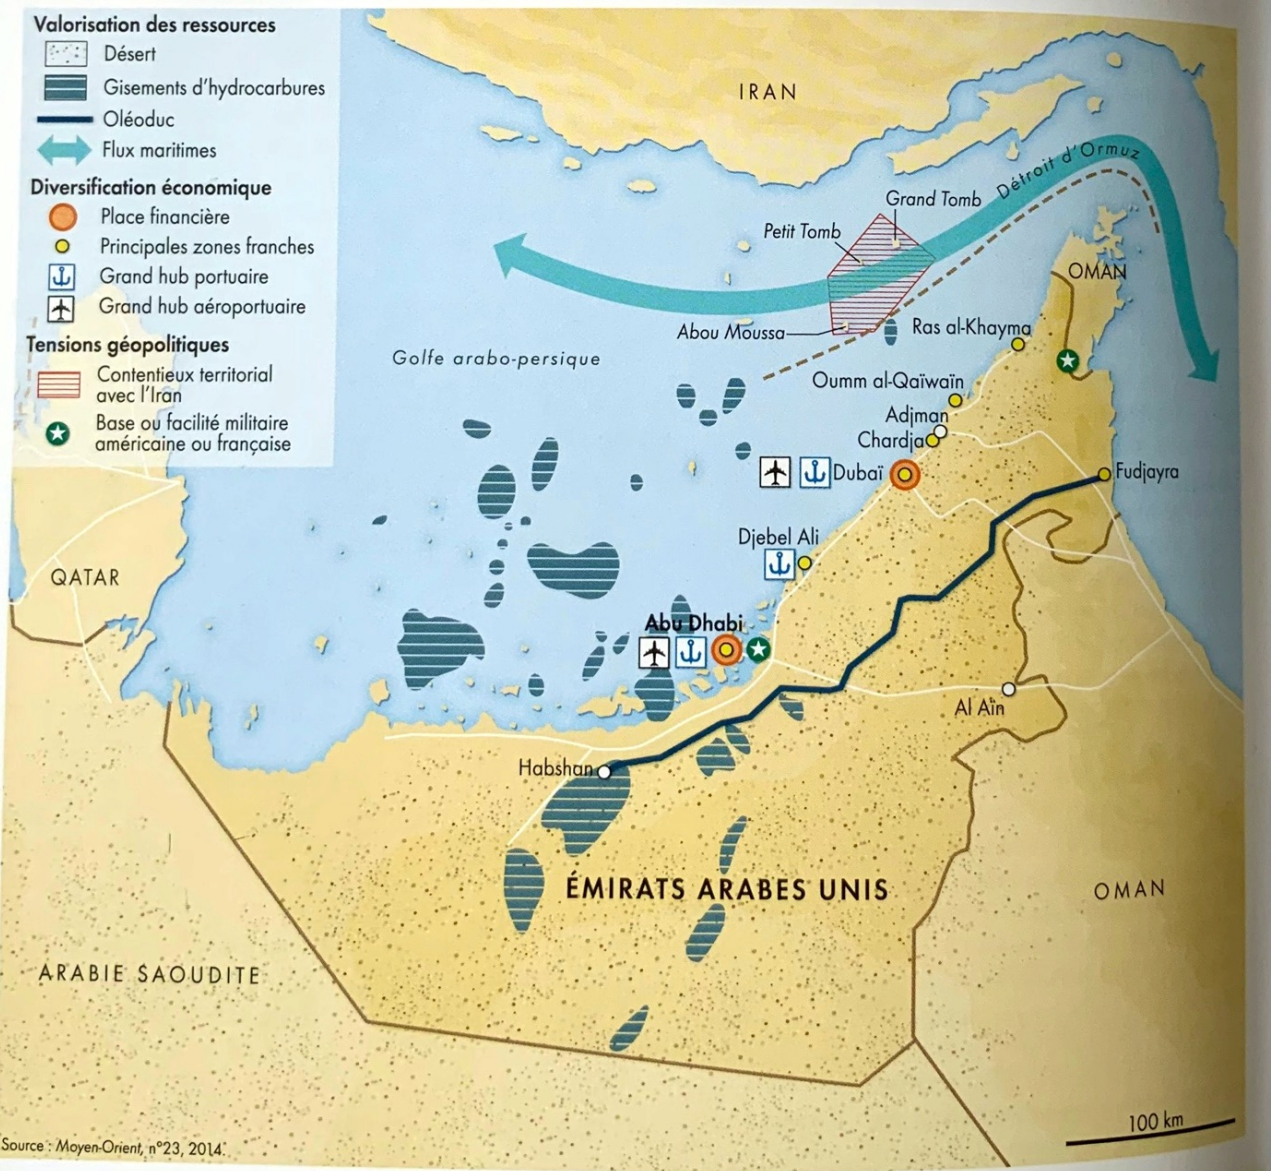 Valorisation des ressources
Désert
Gisements d'hydrocarbures
Oléoduc
Flux maritimes
Diversification économique
Place financière
Principales zones franches
Grand hub portuaire
Grand hub aéroportuaire
Tensions géopolitiques
Contentieux territorial
avec l'Iran
Base ou facilité militaire
américaine ou française
IRAN
Détroit d'Ormuz
Grand Tomb
Petit Tomb
OMAN
Abou Moussa
Ras al-Khayma
Golfe arabo-persique
Oumm al-Qaïwaïn
Adjman
Chardja
Dubaï
Fudjayra
Djebel Ali
QATAR
Abu Dhabi
Al Aïn
Habshan
ÉMIRATS ARABES UNIS
OMAN
ARABIE SAOUDITE
100 km
Source : Moyen-Orient, n°23, 2014.